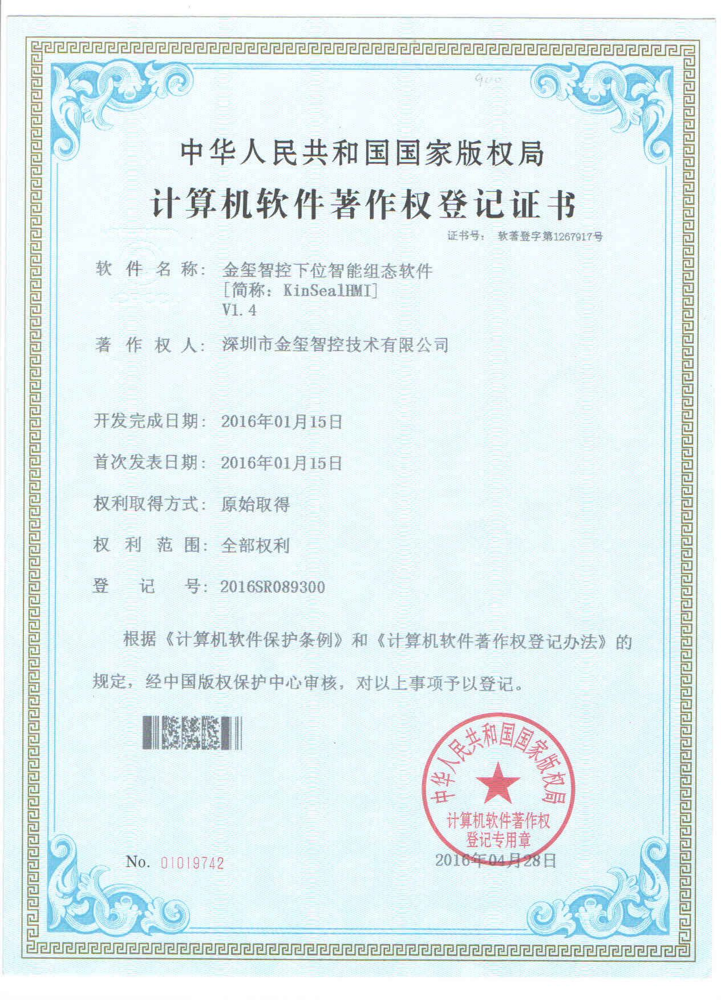 900
中华人民共和国国家版权局
计算机软件著作权登记证书
证书号： 软著登字第1267917号
软件名称： 金玺智控下位智能组态软件
[简称：KinSealHMI]
V1.4
著作权人： 深圳市金玺智控技术有限公司
开发完成日期： 2016年01月15日
首次发表日期： 2016年01月15日
权利取得方式： 原始取得
权利范围： 全部权利
登记号： 2016SR089300
根据《计算机软件保护条例》和《计算机软件著作权登记办法》的
规定，经中国版权保护中心审核，对以上事项予以登记。
中华人民共和国国家版权局
计算机软件著作权
登记专用章
No. 01019742
2016年04月28日